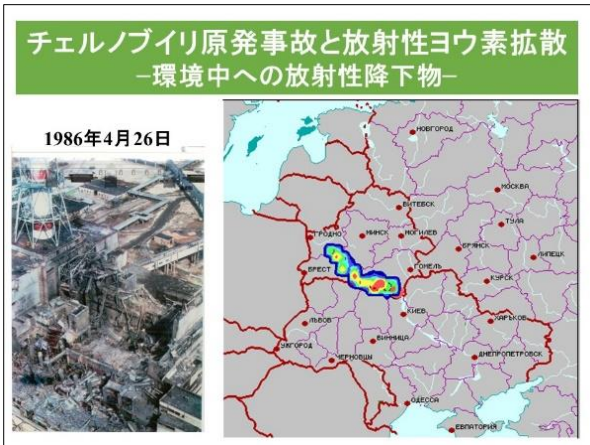 チェルノブイリ原発事故と放射性ヨウ素拡散
−環境中への放射性降下物−
1986年4月26日
НОВГОРОД
МОСКВА
ВИТЕБСК
ТУЛА
ГРОДНО
МИНСК
МОГИЛЕВ
БРЯНСК
ЛИПЕЦК
БРЕСТ
ГОМЕЛЬ
КУРСК
КИЕВ
ЛЬВОВ
ХАРЬКОВ
ВИННИЦА
УЖГОРОД
ЧЕРНОВЦЫ
ДНЕПРОПЕТРОВСК
ОДЕССА
ЕВПАТОРИЯ